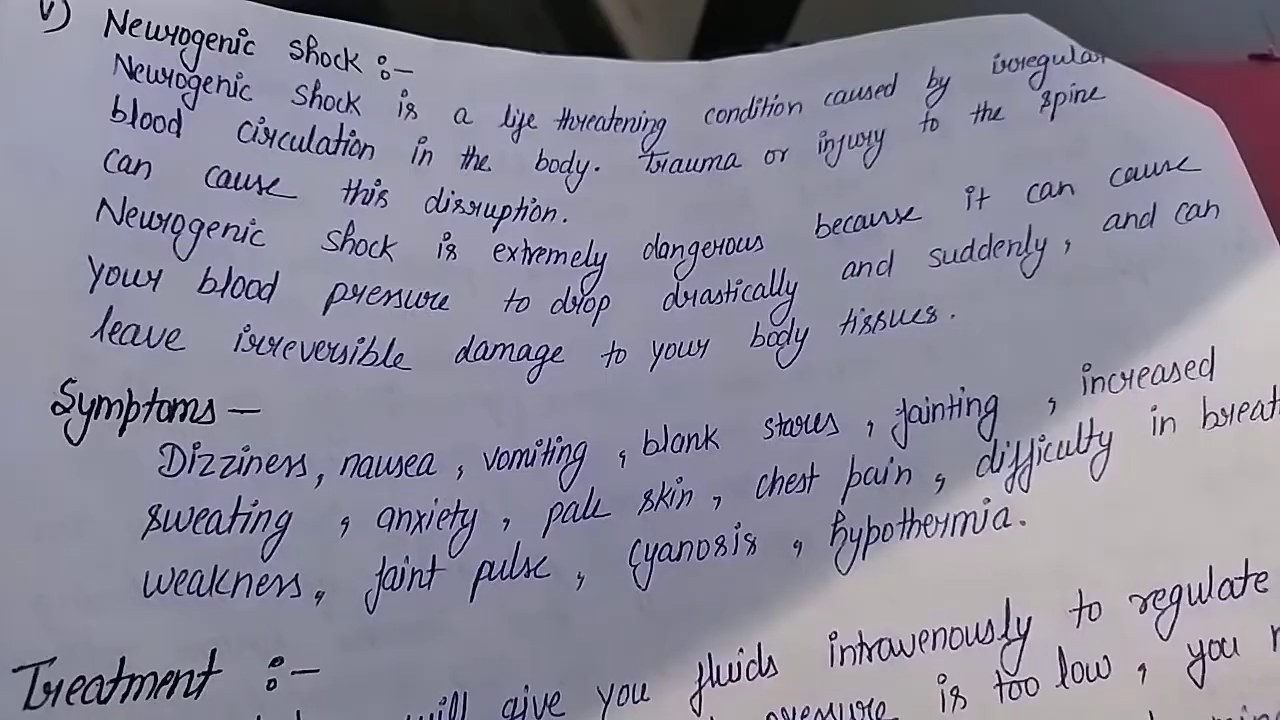 v) Neurogenic shock :-
Neurogenic shock is a life threatening condition caused by irregular
blood circulation in the body. Trauma or injury to the spine
can cause this disruption.
Neurogenic shock is extremely dangerous because it can cause
your blood pressure to drop drastically and suddenly, and can
leave irreversible damage to your body tissues.
Symptoms -
Dizziness, nausea, vomiting, blank stares, fainting, increased
sweating, anxiety, pale skin, chest pain, difficulty in breat
weakness, faint pulse, cyanosis, hypothermia.
Treatment :-
will give you fluids intravenously to regulate
pressure is too low, you